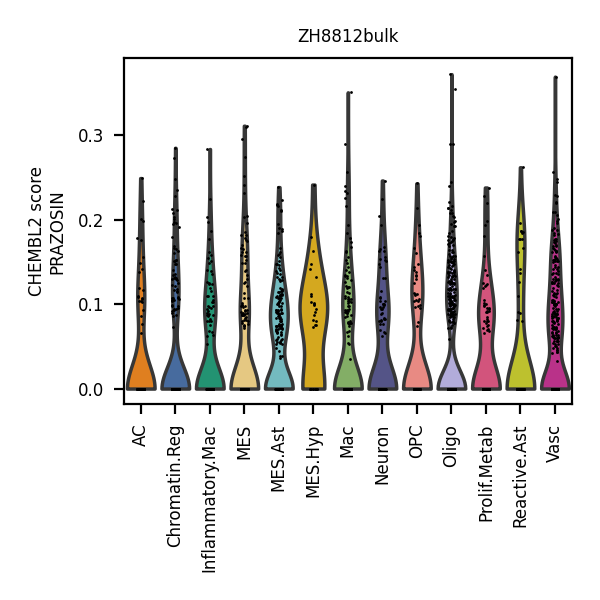 ZH8812bulk
CHEMBL2 score
PRAZOSIN
0.3
0.2
0.1
0.0
AC
Chromatin.Reg
Inflammatory.Mac
MES
MES.Ast
MES.Hyp
Mac
Neuron
OPC
Oligo
Prolif.Metab
Reactive.Ast
Vasc